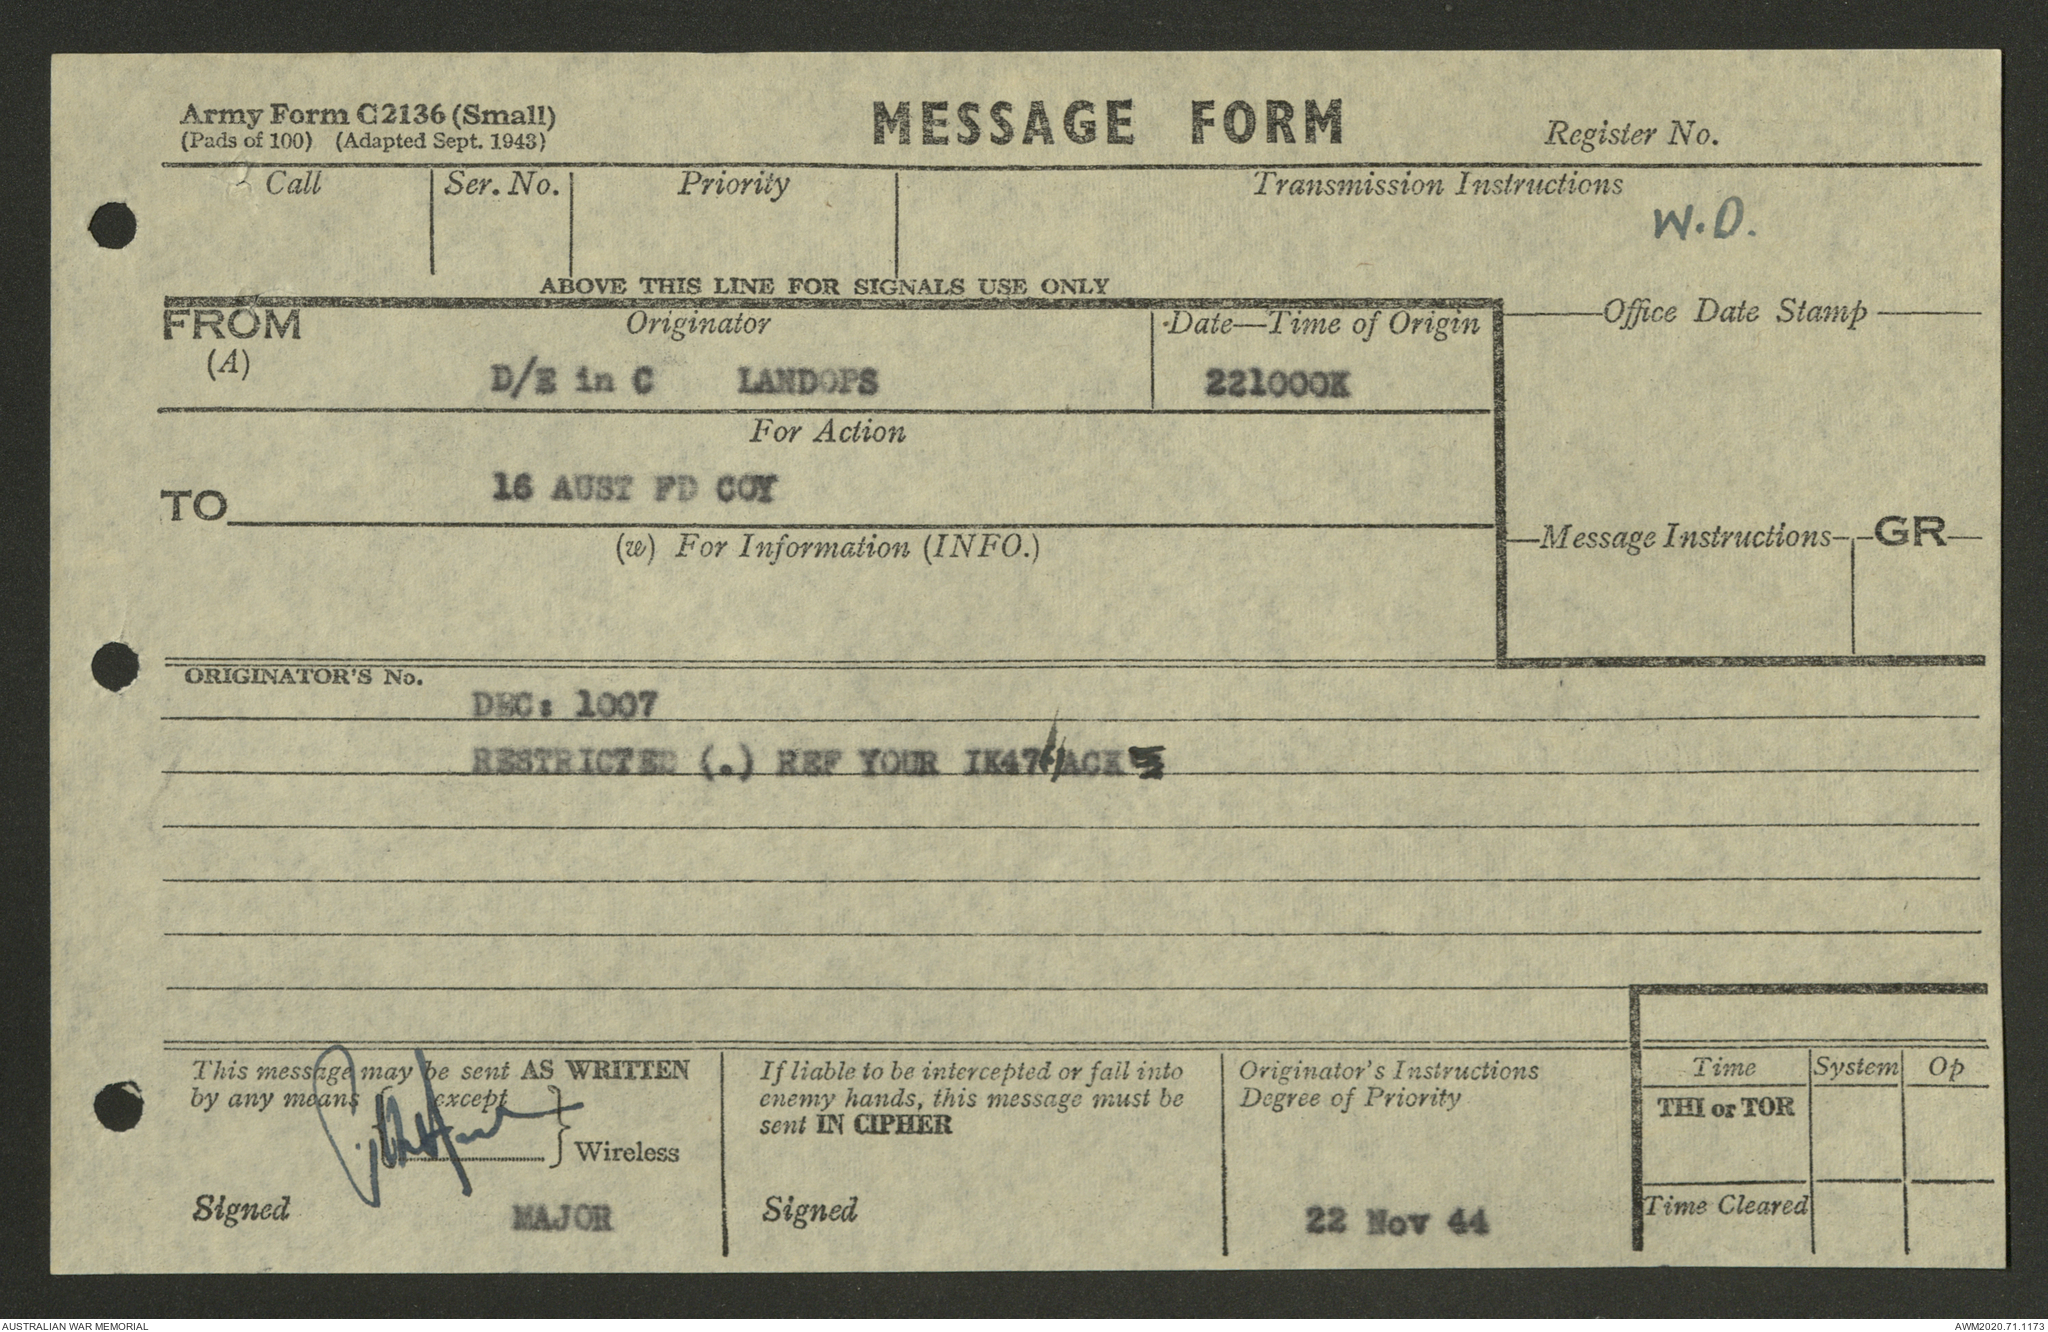 Army Form C2136 (Small)
(Pads of 100) (Adapted Sept. 1943)
MESSAGE FORM
Register No.
Call
Ser. No.
Priority
Transmission Instructions
W.D.
ABOVE THIS LINE FOR SIGNALS USE ONLY
FROM
(A)
Originator
Date—Time of Origin
Office Date Stamp
D/E in C LANDOPS
221000K
For Action
TO
16 AUST FD COY
(w) For Information (INFO.)
Message Instructions
GR
ORIGINATOR'S No.
DEC: 1007
RESTRICTED (.) REF YOUR IK47 ACK
This message may be sent AS WRITTEN
by any means except
Wireless
Signed
MAJOR
If liable to be intercepted or fall into
enemy hands, this message must be
sent IN CIPHER
Signed
Originator's Instructions
Degree of Priority
22 Nov 44
Time
System
Op
THI or TOR
Time Cleared
AUSTRALIAN WAR MEMORIAL
AWM2020.71.1173